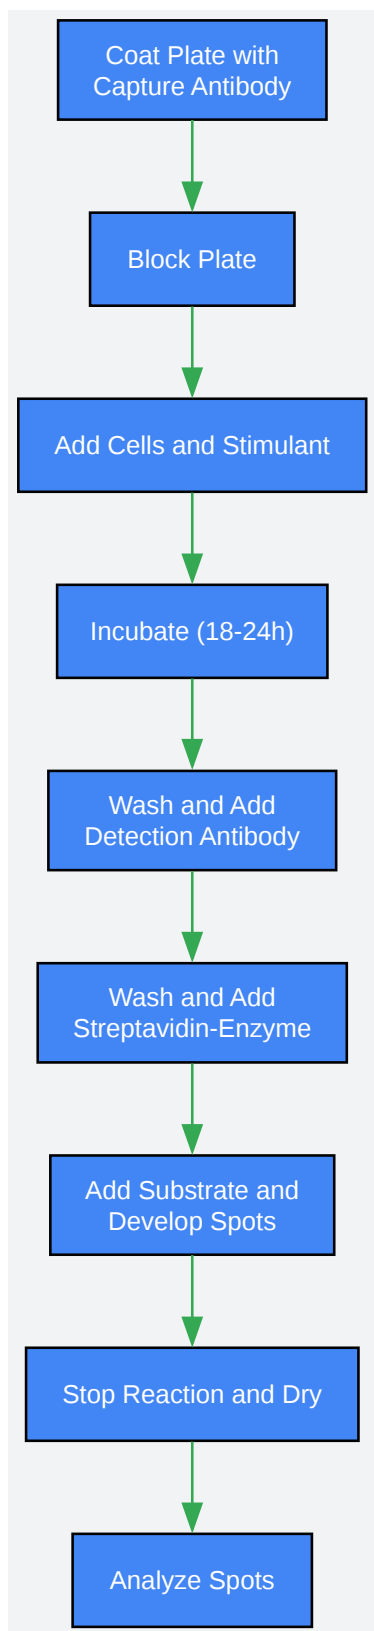 Coat Plate with
Capture Antibody
Block Plate
Add Cells and Stimulant
Incubate (18-24h)
Wash and Add
Detection Antibody
Wash and Add
Streptavidin-Enzyme
Add Substrate and
Develop Spots
Stop Reaction and Dry
Analyze Spots